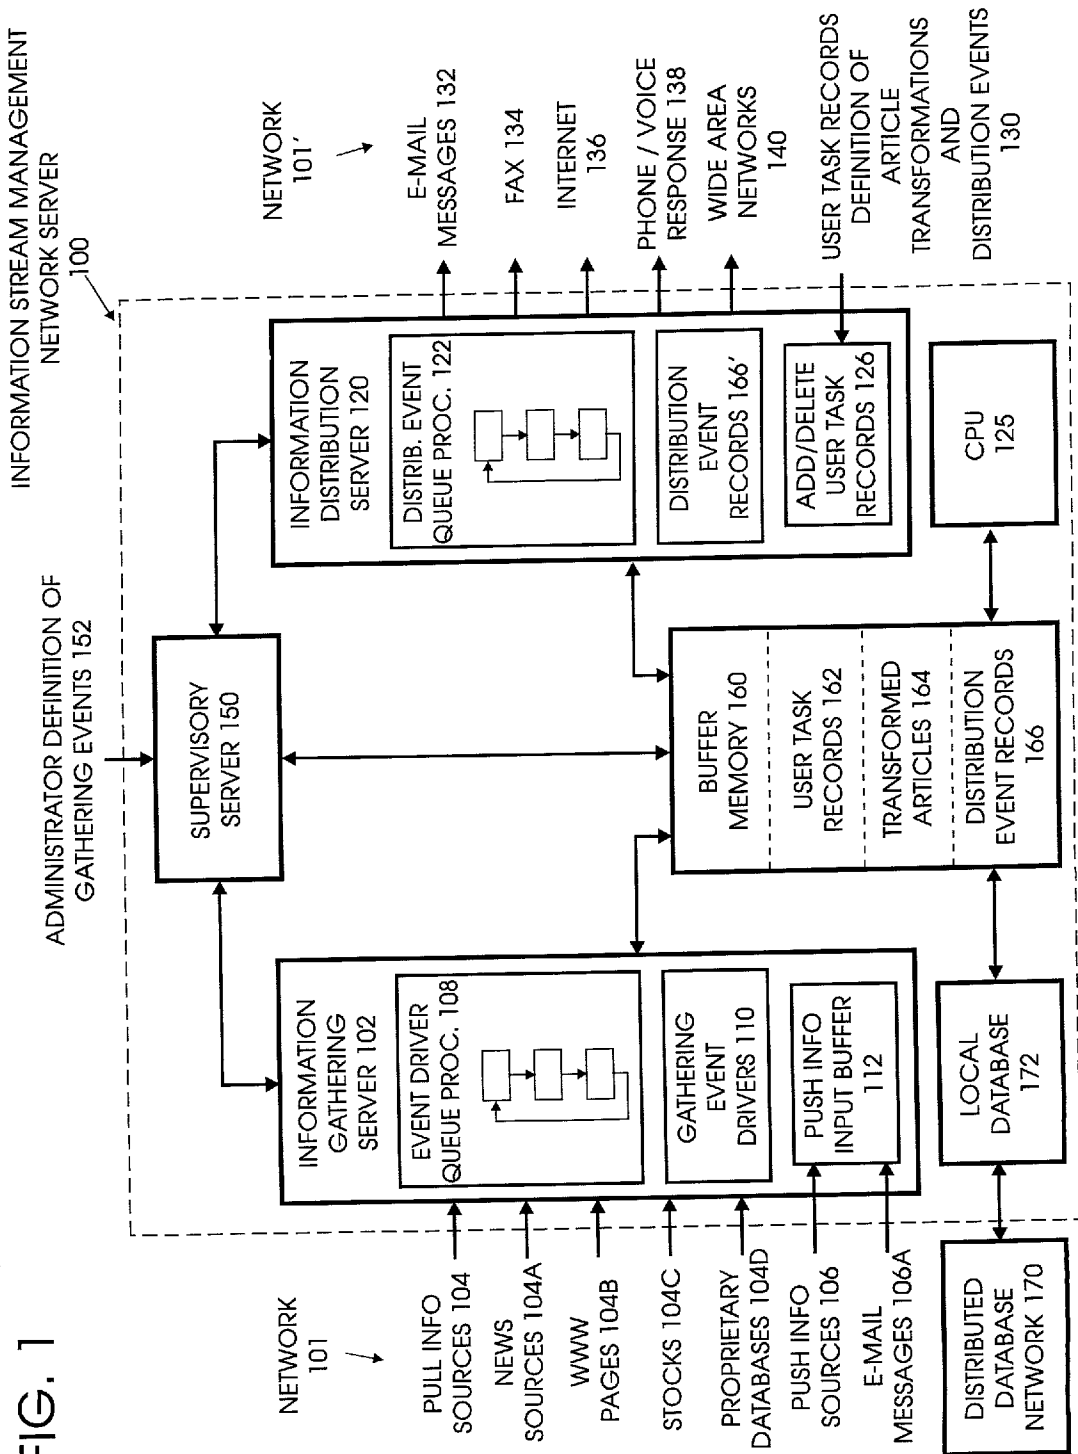 FIG. 1
INFORMATION STREAM MANAGEMENT
NETWORK SERVER
100
ADMINISTRATOR DEFINITION OF
GATHERING EVENTS 152
NETWORK
101
PULL INFO
SOURCES 104
NEWS
SOURCES 104A
WWW
PAGES 104B
STOCKS 104C
PROPRIETARY
DATABASES 104D
PUSH INFO
SOURCES 106
E-MAIL
MESSAGES 106A
DISTRIBUTED
DATABASE
NETWORK 170
INFORMATION
GATHERING
SERVER 102
EVENT DRIVER
QUEUE PROC. 108
GATHERING
EVENT
DRIVERS 110
PUSH INFO
INPUT BUFFER
112
LOCAL
DATABASE
172
SUPERVISORY
SERVER 150
BUFFER
MEMORY 160
USER TASK
RECORDS 162
TRANSFORMED
ARTICLES 164
DISTRIBUTION
EVENT RECORDS
166
INFORMATION
DISTRIBUTION
SERVER 120
DISTRIB. EVENT
QUEUE PROC. 122
DISTRIBUTION
EVENT
RECORDS 166'
ADD/DELETE
USER TASK
RECORDS 126
CPU
125
NETWORK
101'
E-MAIL
MESSAGES 132
FAX 134
INTERNET
136
PHONE / VOICE
RESPONSE 138
WIDE AREA
NETWORKS
140
USER TASK RECORDS
DEFINITION OF
ARTICLE
TRANSFORMATIONS
AND
DISTRIBUTION EVENTS
130